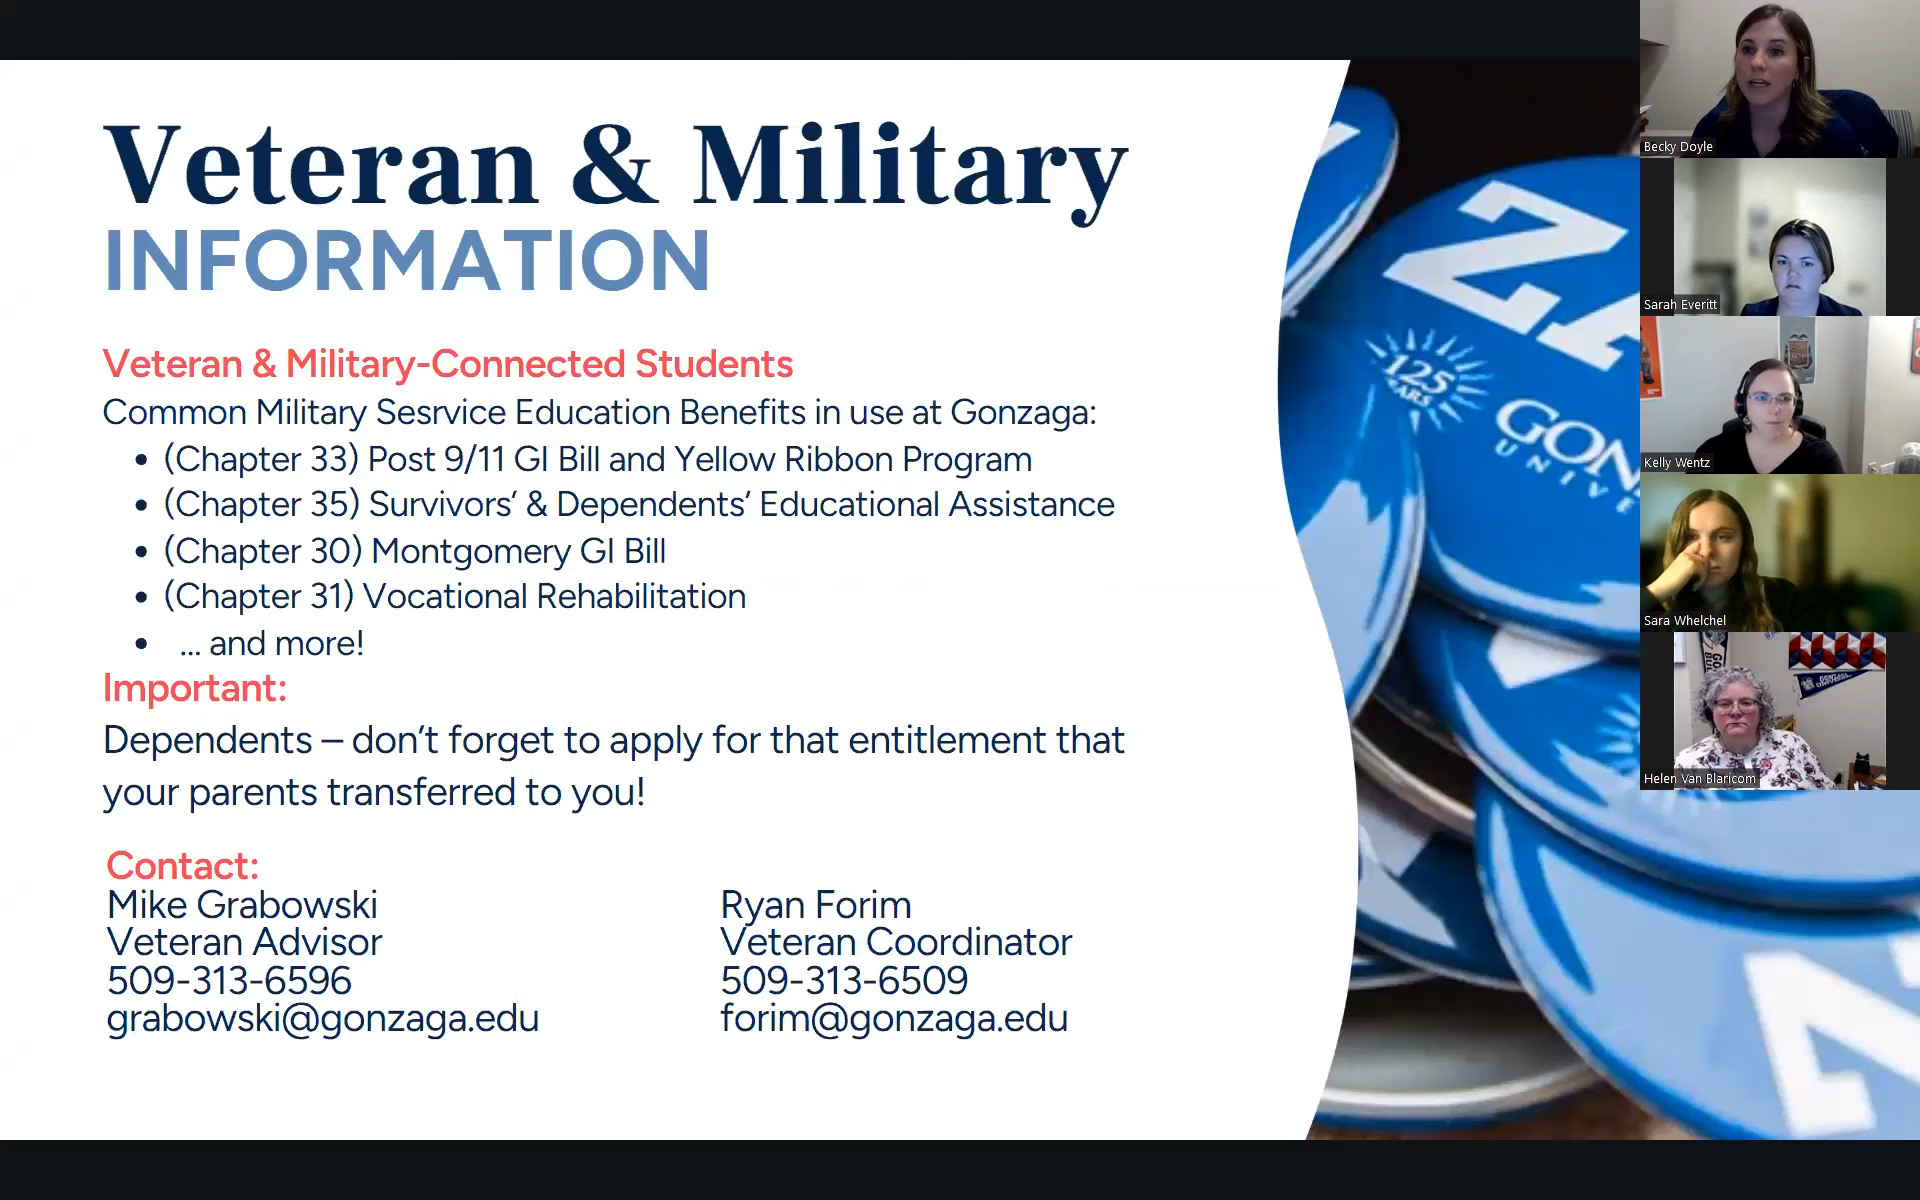 Veteran & Military
INFORMATION
Veteran & Military-Connected Students
Common Military Sesrvice Education Benefits in use at Gonzaga:
• (Chapter 33) Post 9/11 GI Bill and Yellow Ribbon Program
• (Chapter 35) Survivors’ & Dependents’ Educational Assistance
• (Chapter 30) Montgomery GI Bill
• (Chapter 31) Vocational Rehabilitation
• ... and more!
Important:
Dependents – don’t forget to apply for that entitlement that
your parents transferred to you!
Contact:
Mike Grabowski
Veteran Advisor
509-313-6596
grabowski@gonzaga.edu
Ryan Forim
Veteran Coordinator
509-313-6509
forim@gonzaga.edu
ZA
125
GON
UNIVE
Becky Doyle
Sarah Everitt
Kelly Wentz
Sara Whelchel
Helen Van Blaricom
GONZAGA